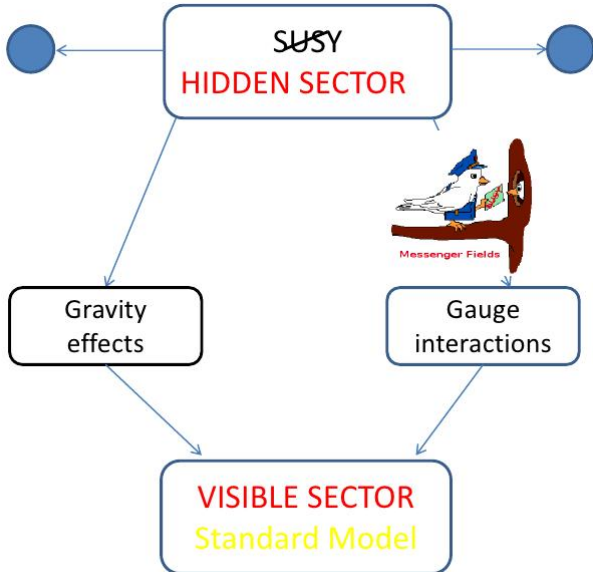 SUSY
HIDDEN SECTOR
Messenger Fields
Gravity
effects
Gauge
interactions
VISIBLE SECTOR
Standard Model